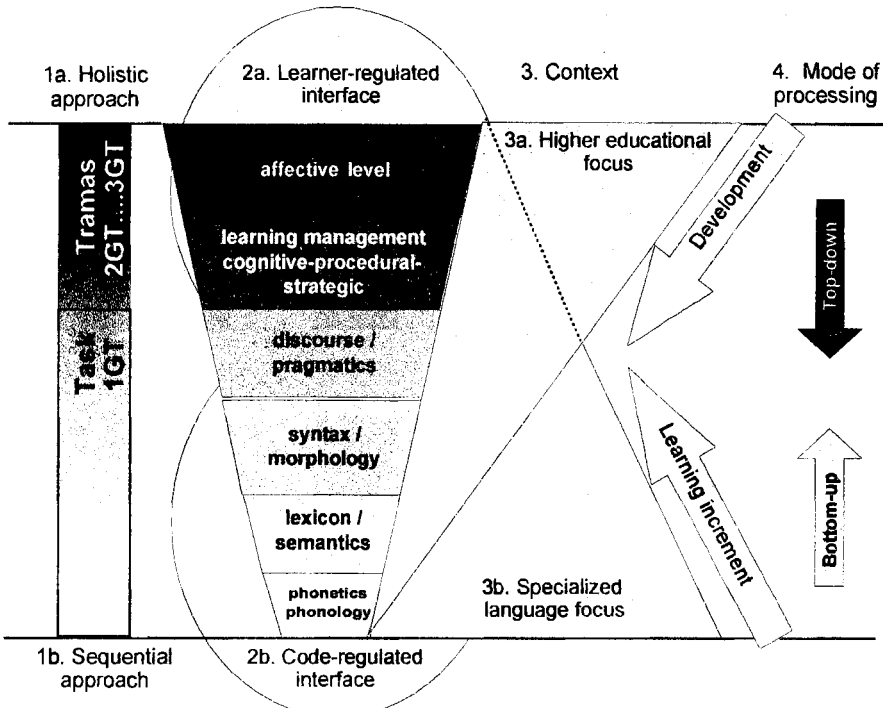 1a. Holistic
approach
2a. Learner-regulated
interface
3. Context
4. Mode of
processing
Tramas
2GT....3GT
Task
1GT
affective level
learning management
cognitive-procedural-
strategic
discourse /
pragmatics
syntax /
morphology
lexicon /
semantics
phonetics
phonology
3a. Higher educational
focus
Development
Learning increment
3b. Specialized
language focus
Top-down
Bottom-up
1b. Sequential
approach
2b. Code-regulated
interface